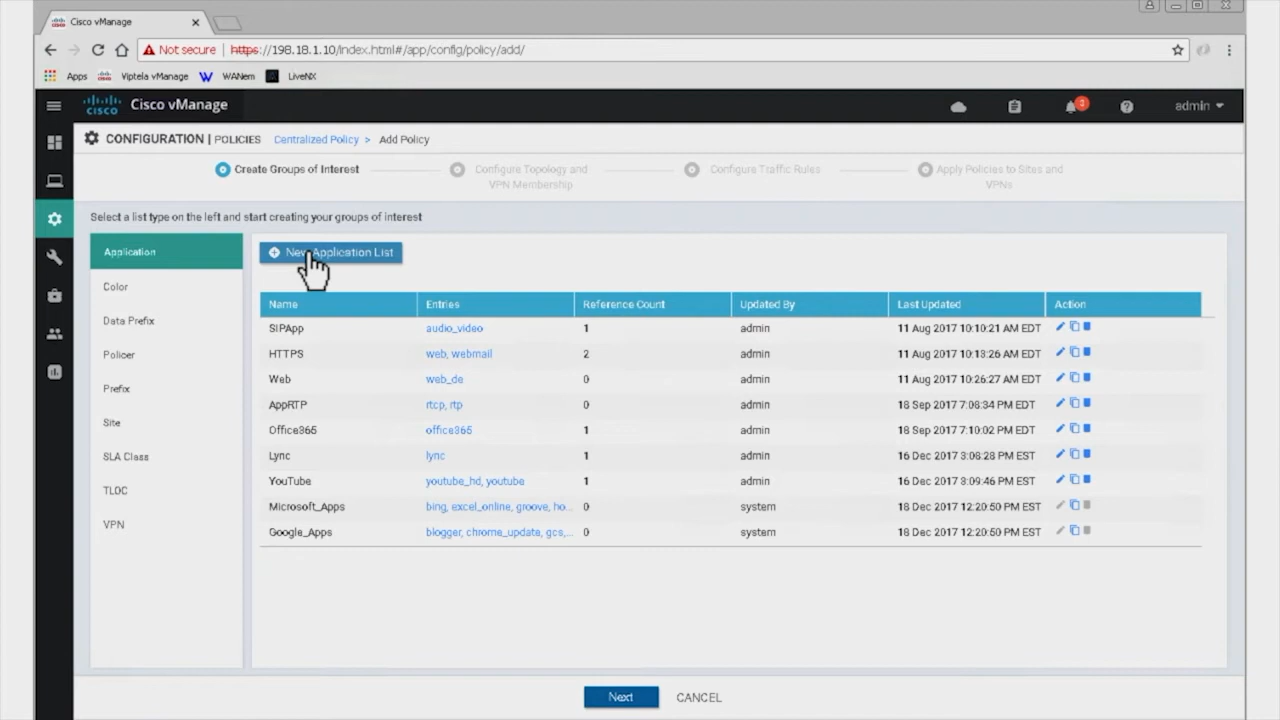 Cisco vManage
Not secure https://198.18.1.10/index.html#/app/config/policy/add/
Apps Viptela vManage WANem LiveNX
CISCO Cisco vManage 3 admin
CONFIGURATION | POLICIES Centralized Policy > Add Policy
Create Groups of Interest
Configure Topology and
VPN Membership
Configure Traffic Rules
Apply Policies to Sites and
VPNs
Select a list type on the left and start creating your groups of interest
Application
Color
Data Prefix
Policer
Prefix
Site
SLA Class
TLOC
VPN
New Application List
Name Entries Reference Count Updated By Last Updated Action
SIPApp audio_video 1 admin 11 Aug 2017 10:10:21 AM EDT
HTTPS web, webmail 2 admin 11 Aug 2017 10:13:26 AM EDT
Web web_de 0 admin 11 Aug 2017 10:26:27 AM EDT
AppRTP rtcp, rtp 0 admin 18 Sep 2017 7:08:34 PM EDT
Office365 office365 1 admin 18 Sep 2017 7:10:02 PM EDT
Lync lync 1 admin 16 Dec 2017 3:08:28 PM EST
YouTube youtube_hd, youtube 1 admin 16 Dec 2017 3:09:46 PM EST
Microsoft_Apps bing, excel_online, groove, ho... 0 system 18 Dec 2017 12:20:50 PM EST
Google_Apps blogger, chrome_update, gcs,... 0 system 18 Dec 2017 12:20:50 PM EST
Next CANCEL